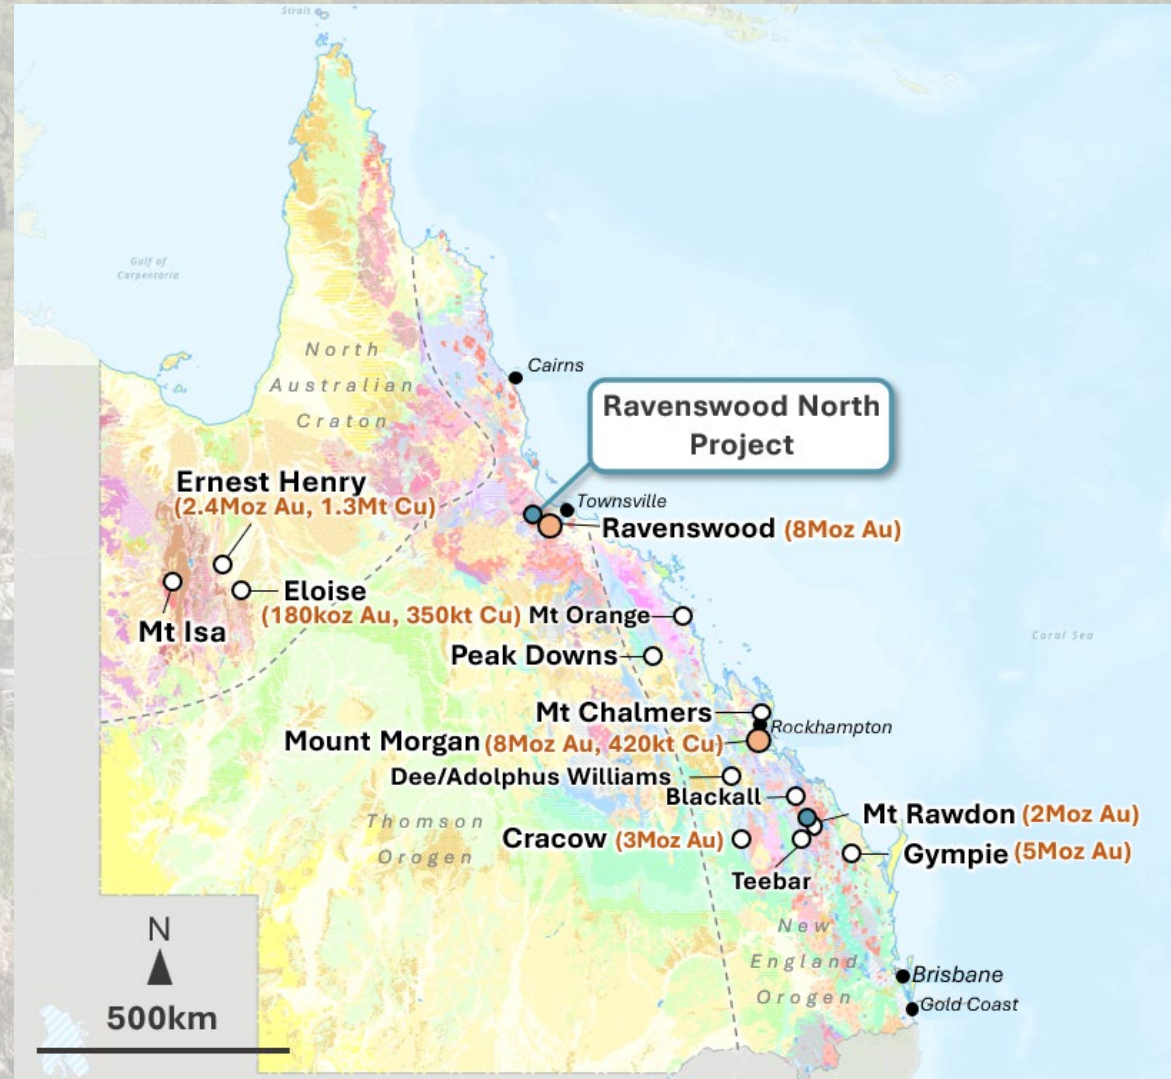 Strait
Gulf of
Carpentaria
North
Australian
Craton
Cairns
Ravenswood North
Project
Ernest Henry
(2.4Moz Au, 1.3Mt Cu)
Townsville
Ravenswood (8Moz Au)
Eloise
(180koz Au, 350kt Cu)
Mt Isa
Mt Orange
Coral Sea
Peak Downs
Mt Chalmers
Rockhampton
Mount Morgan (8Moz Au, 420kt Cu)
Dee/Adolphus Williams
Blackall
Mt Rawdon (2Moz Au)
Thomson
Orogen
Cracow (3Moz Au)
Gympie (5Moz Au)
Teebar
New
England
Orogen
N
500km
Brisbane
Gold Coast